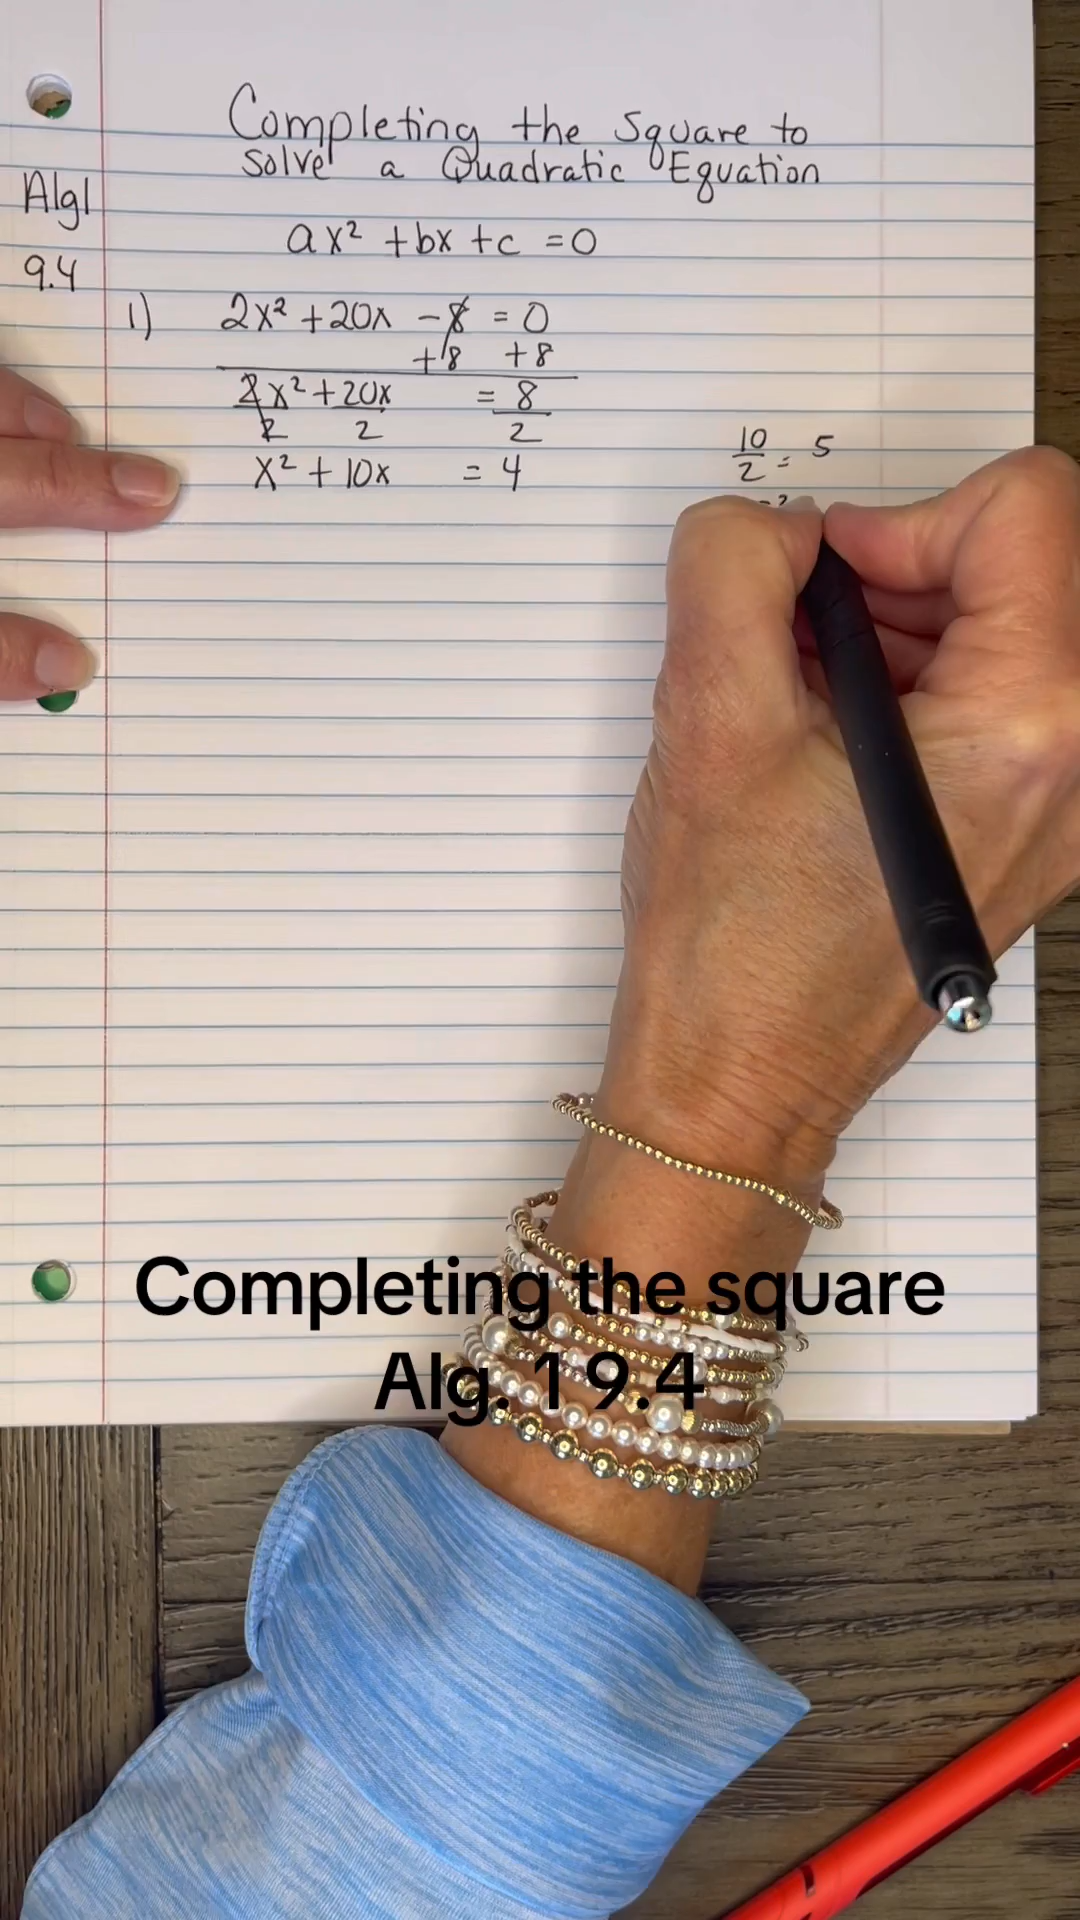 Completing the Square to
solve a Quadratic Equation
Alg1
9.4
ax² + bx + c = 0
1) 2x² + 20x - 8 = 0
+8 +8
2x² + 20x = 8
2 2 2
x² + 10x = 4
10
2 = 5
²
Completing the square
Alg. 1 9.4